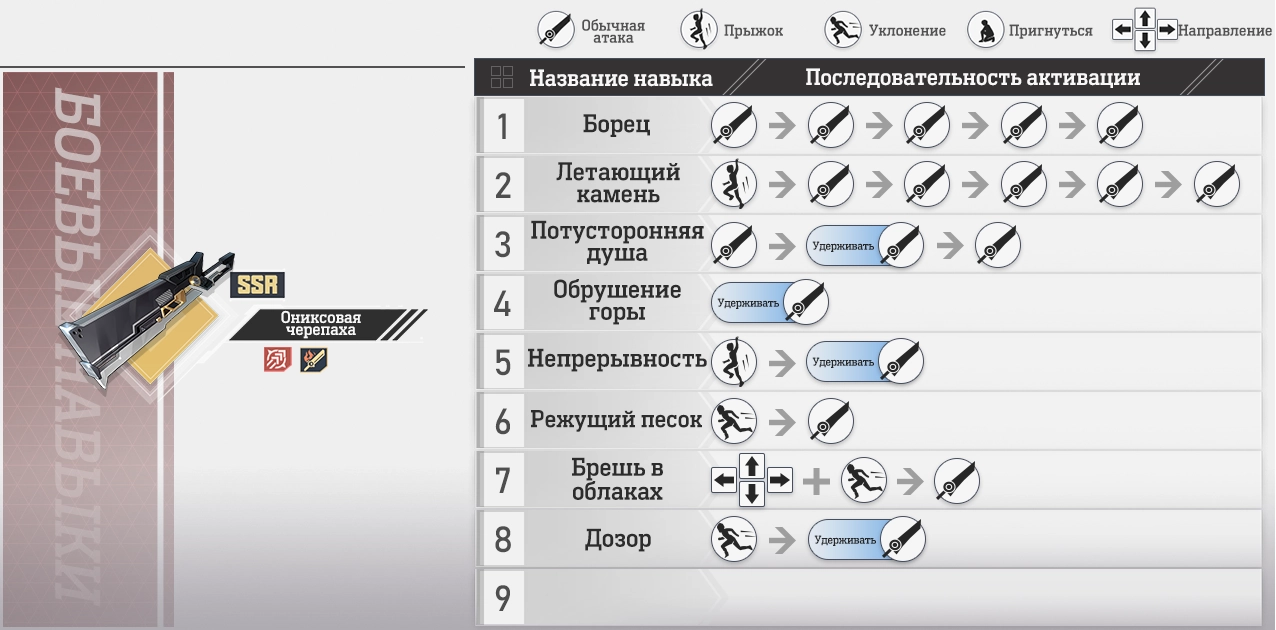 Обычная
атака
Прыжок
Уклонение
Пригнуться
Направление
БОЕВЫЕ НАВЫКИ
SSR
Ониксовая
черепаха
Название навыка
Последовательность активации
1
Борец
2
Летающий
камень
3
Потусторонняя
душа
Удерживать
4
Обрушение
горы
Удерживать
5
Непрерывность
Удерживать
6
Режущий песок
7
Брешь в
облаках
8
Дозор
Удерживать
9